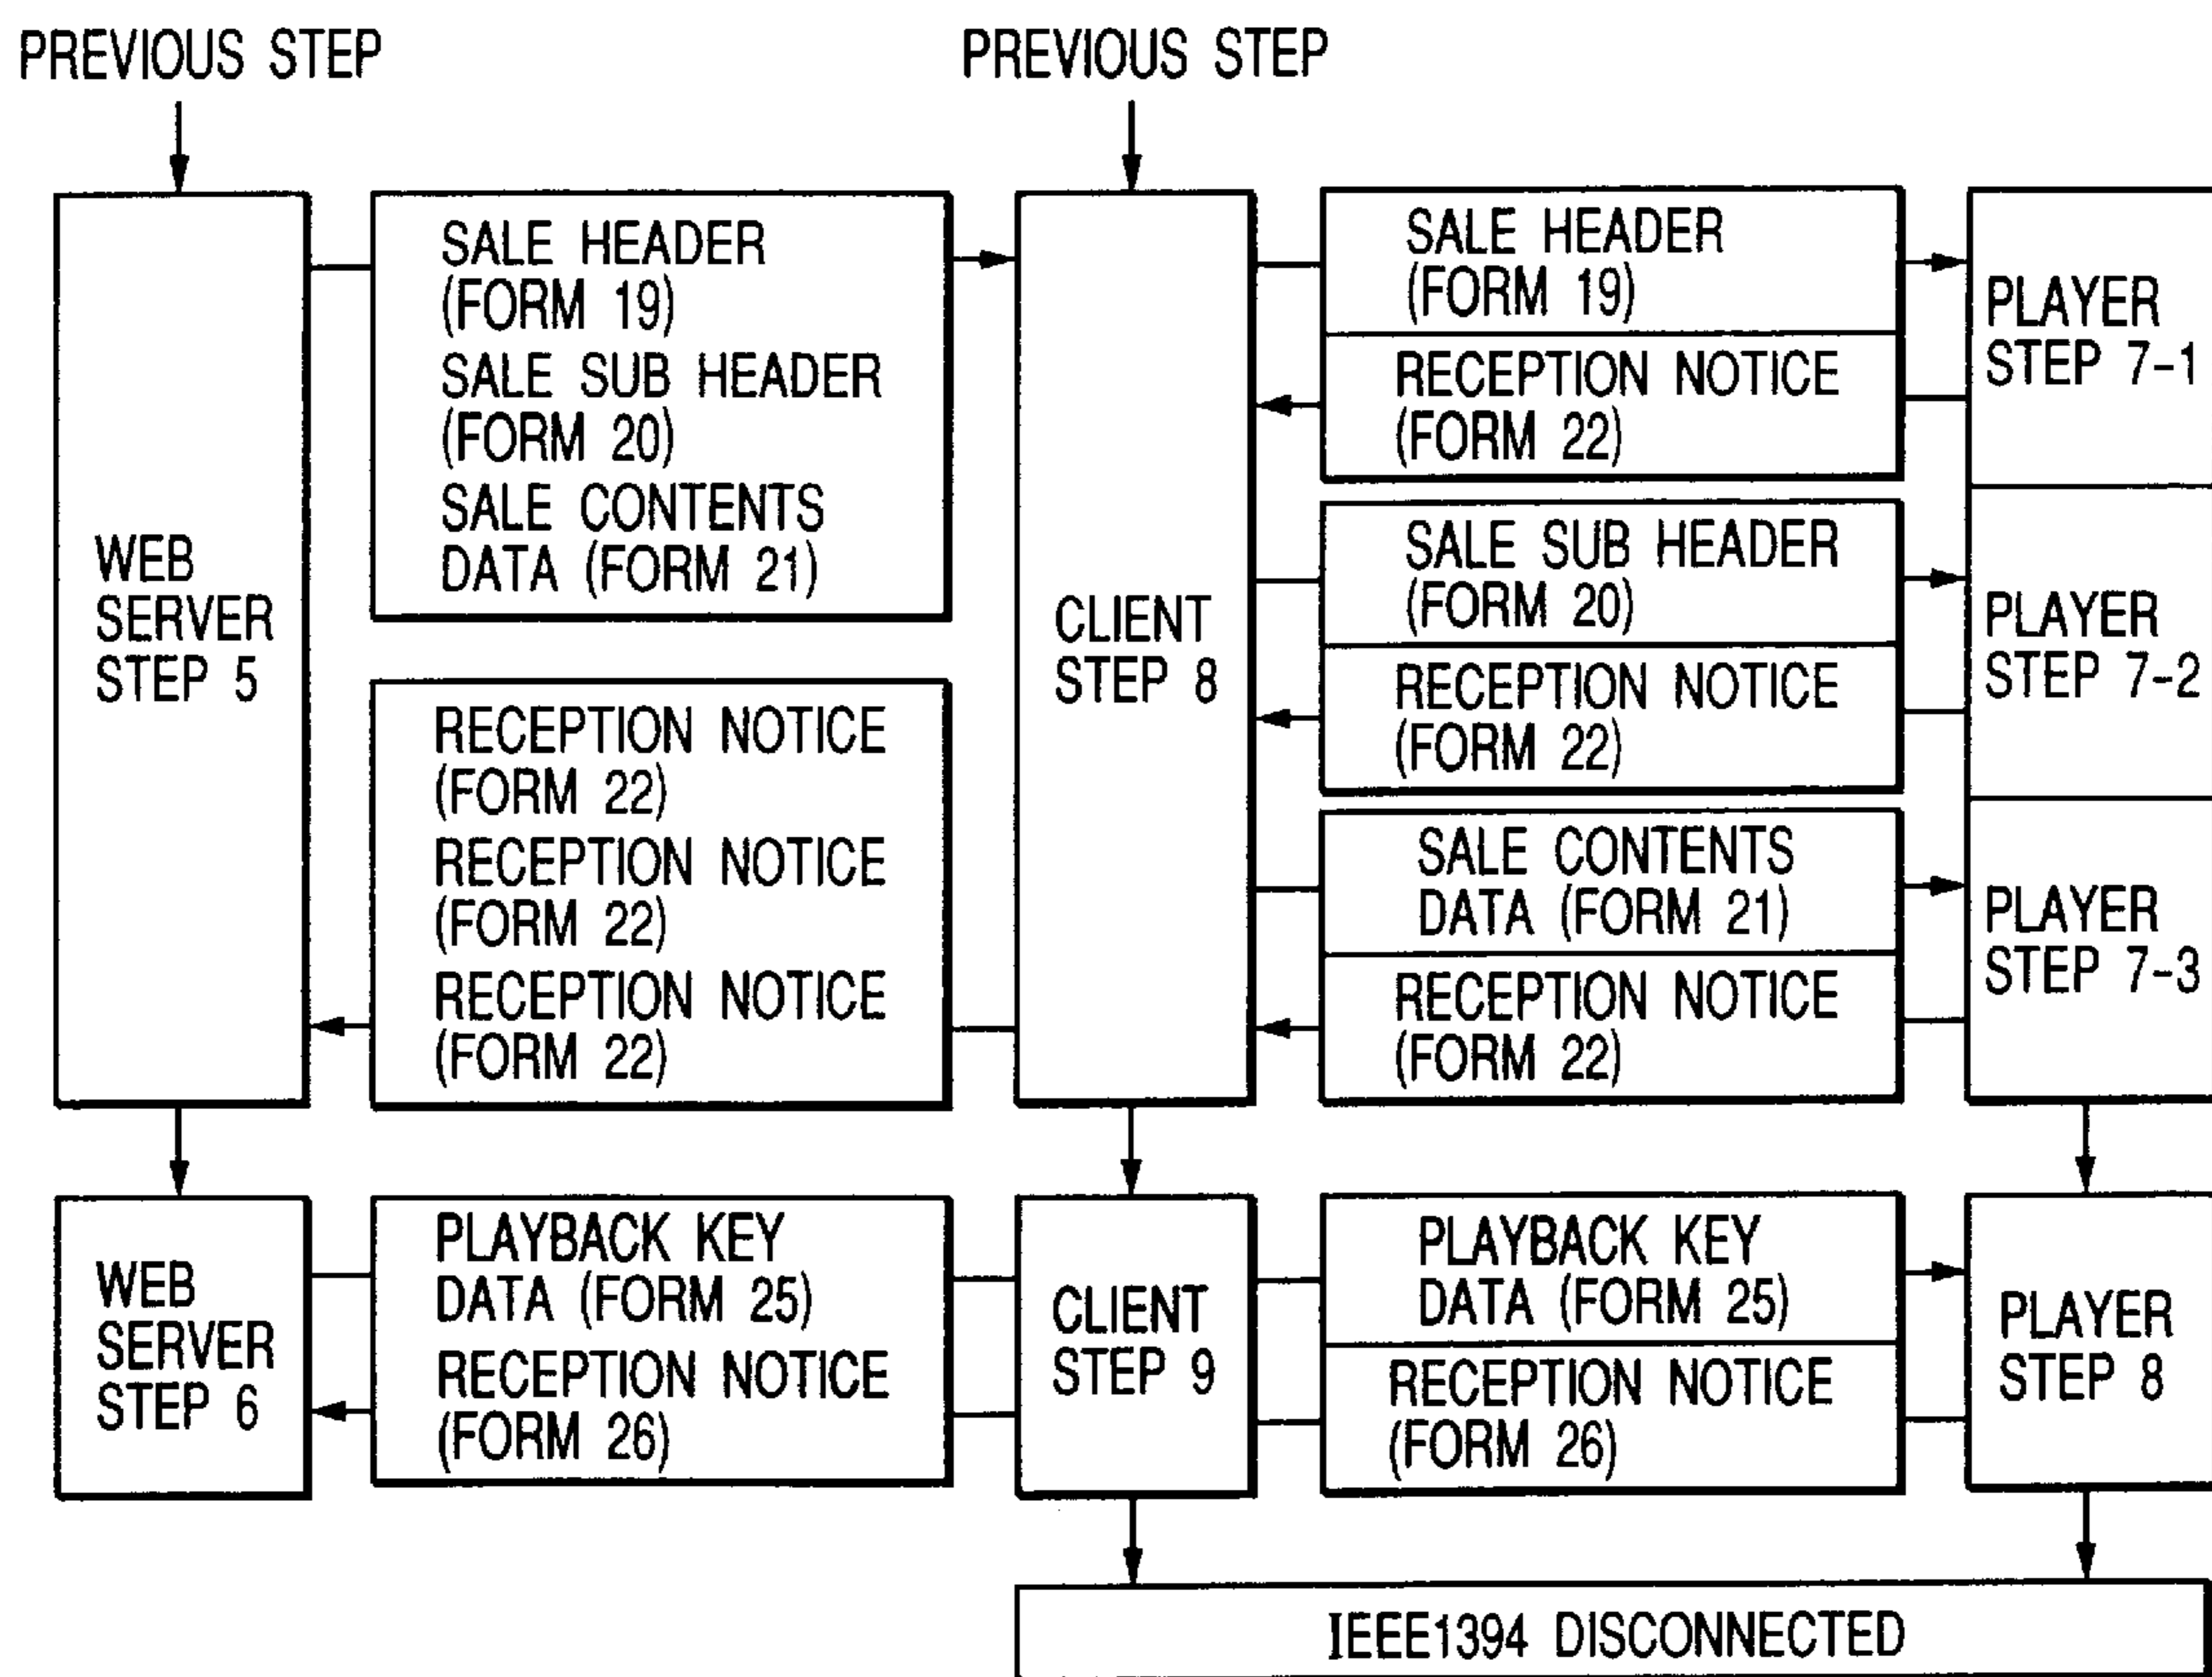 PREVIOUS STEP
PREVIOUS STEP
WEB
SERVER
STEP 5
SALE HEADER
(FORM 19)
SALE SUB HEADER
(FORM 20)
SALE CONTENTS
DATA (FORM 21)
RECEPTION NOTICE
(FORM 22)
RECEPTION NOTICE
(FORM 22)
RECEPTION NOTICE
(FORM 22)
CLIENT
STEP 8
SALE HEADER
(FORM 19)
RECEPTION NOTICE
(FORM 22)
SALE SUB HEADER
(FORM 20)
RECEPTION NOTICE
(FORM 22)
SALE CONTENTS
DATA (FORM 21)
RECEPTION NOTICE
(FORM 22)
PLAYER
STEP 7-1
PLAYER
STEP 7-2
PLAYER
STEP 7-3
WEB
SERVER
STEP 6
PLAYBACK KEY
DATA (FORM 25)
RECEPTION NOTICE
(FORM 26)
CLIENT
STEP 9
PLAYBACK KEY
DATA (FORM 25)
RECEPTION NOTICE
(FORM 26)
PLAYER
STEP 8
IEEE1394 DISCONNECTED